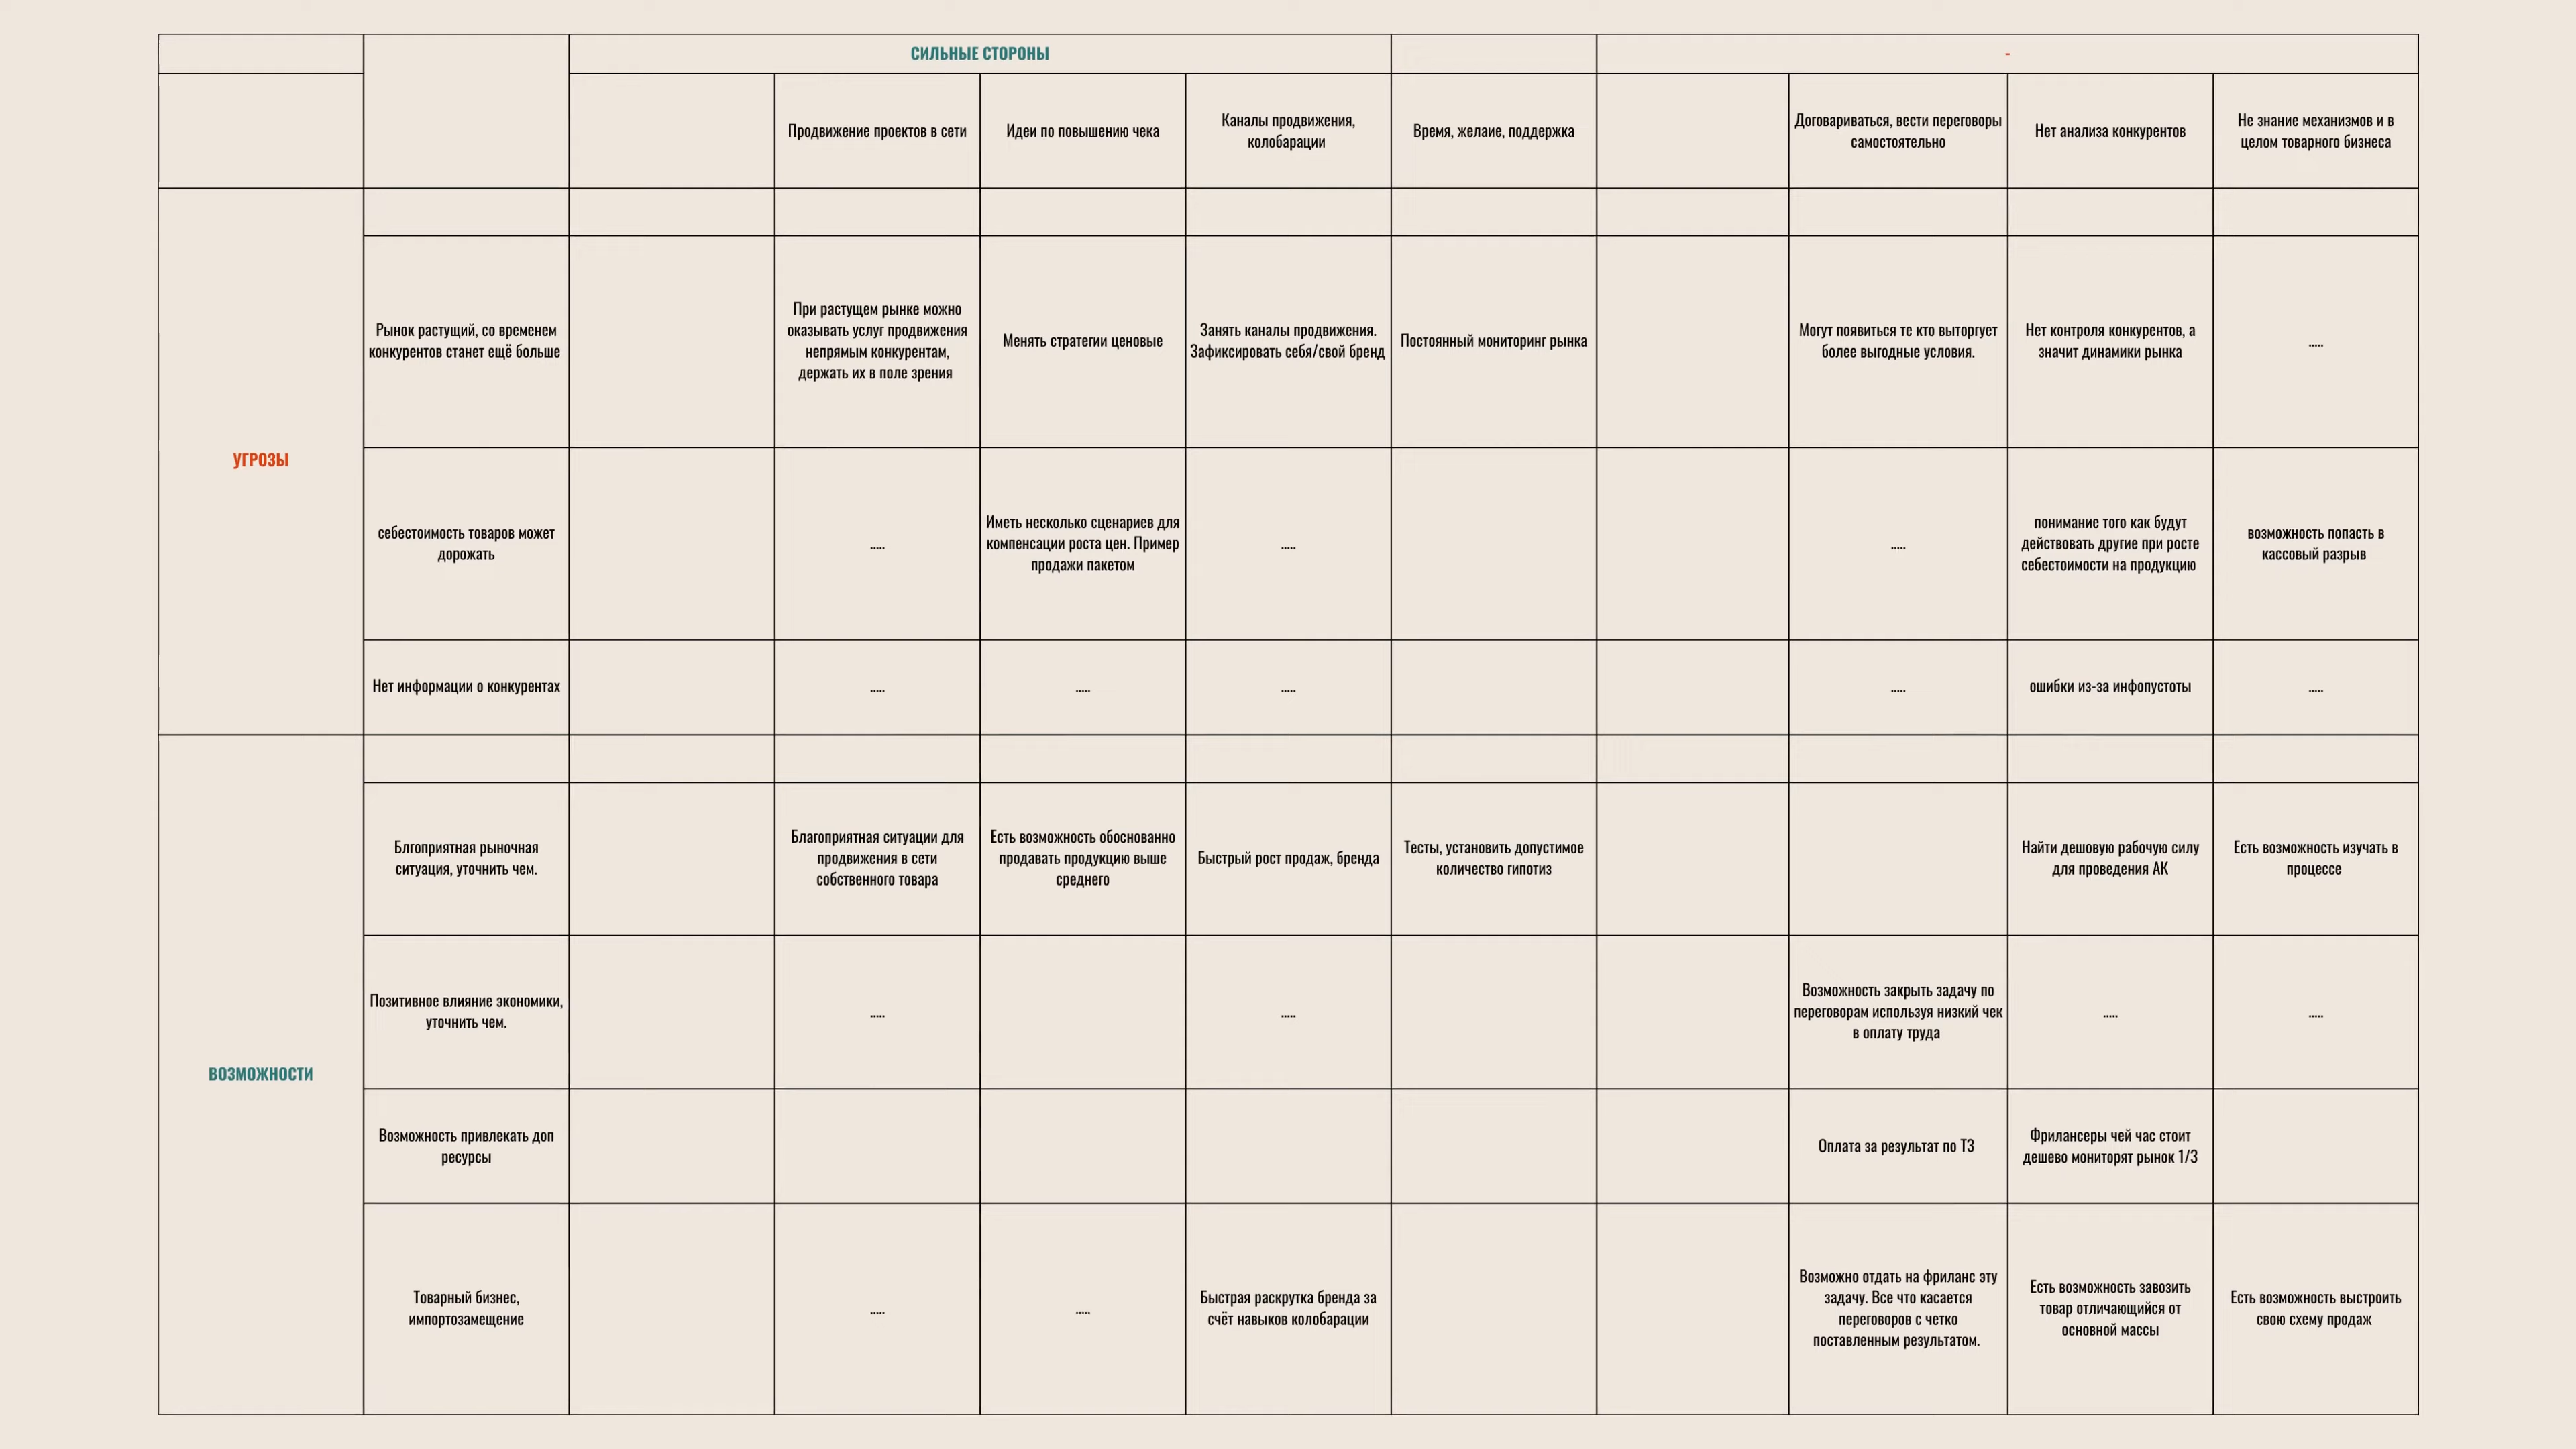 СИЛЬНЫЕ СТОРОНЫ
-
Продвижение проектов в сети
Идеи по повышению чека
Каналы продвижения,
колобарации
Время, желаие, поддержка
Договариваться, вести переговоры
самостоятельно
Нет анализа конкурентов
Не знание механизмов и в
целом товарного бизнеса
УГРОЗЫ
Рынок растущий, со временем
конкурентов станет ещё больше
При растущем рынке можно
оказывать услуг продвижения
непрямым конкурентам,
держать их в поле зрения
Менять стратегии ценовые
Занять каналы продвижения.
Зафиксировать себя/свой бренд
Постоянный мониторинг рынка
Могут появиться те кто выторгует
более выгодные условия.
Нет контроля конкурентов, а
значит динамики рынка
.....
себестоимость товаров может
дорожать
.....
Иметь несколько сценариев для
компенсации роста цен. Пример
продажи пакетом
.....
.....
понимание того как будут
действовать другие при росте
себестоимости на продукцию
возможность попасть в
кассовый разрыв
Нет информации о конкурентах
.....
.....
.....
.....
ошибки из-за инфопустоты
.....
ВОЗМОЖНОСТИ
Блгоприятная рыночная
ситуация, уточнить чем.
Благоприятная ситуации для
продвижения в сети
собственного товара
Есть возможность обоснованно
продавать продукцию выше
среднего
Быстрый рост продаж, бренда
Тесты, установить допустимое
количество гипотиз
Найти дешовую рабочую силу
для проведения АК
Есть возможность изучать в
процессе
Позитивное влияние экономики,
уточнить чем.
.....
.....
Возможность закрыть задачу по
переговорам используя низкий чек
в оплату труда
.....
.....
Возможность привлекать доп
ресурсы
Оплата за результат по ТЗ
Фрилансеры чей час стоит
дешево мониторят рынок 1/3
Товарный бизнес,
импортозамещение
.....
.....
Быстрая раскрутка бренда за
счёт навыков колобарации
Возможно отдать на фриланс эту
задачу. Все что касается
переговоров с четко
поставленным результатом.
Есть возможность завозить
товар отличающийся от
основной массы
Есть возможность выстроить
свою схему продаж